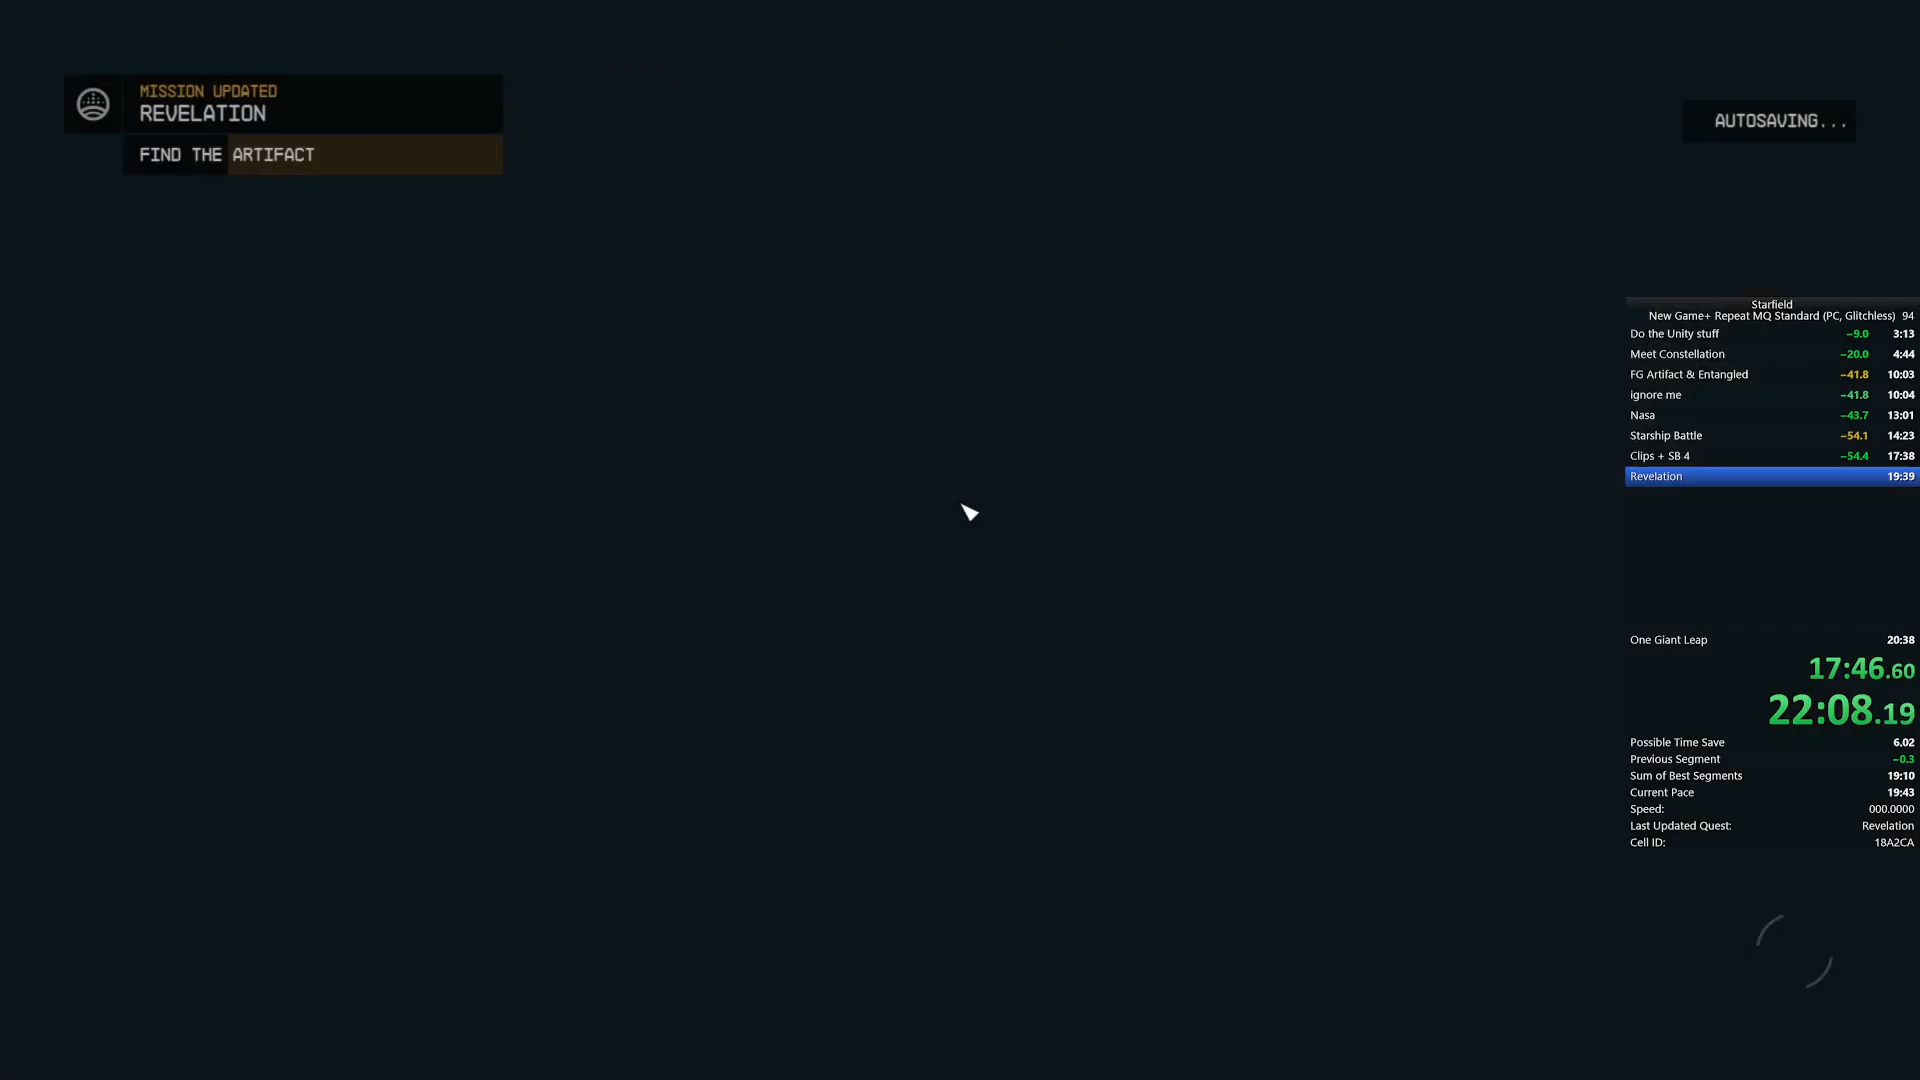 MISSION UPDATED
REVELATION
FIND THE ARTIFACT
AUTOSAVING...
Starfield
New Game+ Repeat MQ Standard (PC, Glitchless) 94
Do the Unity stuff −9.0 3:13
Meet Constellation −20.0 4:44
FG Artifact & Entangled −41.8 10:03
ignore me −41.8 10:04
Nasa −43.7 13:01
Starship Battle −54.1 14:23
Clips + SB 4 −54.4 17:38
Revelation 19:39
One Giant Leap 20:38
17:46.60
22:08.19
Possible Time Save 6.02
Previous Segment −0.3
Sum of Best Segments 19:10
Current Pace 19:43
Speed: 000.0000
Last Updated Quest: Revelation
Cell ID: 18A2CA